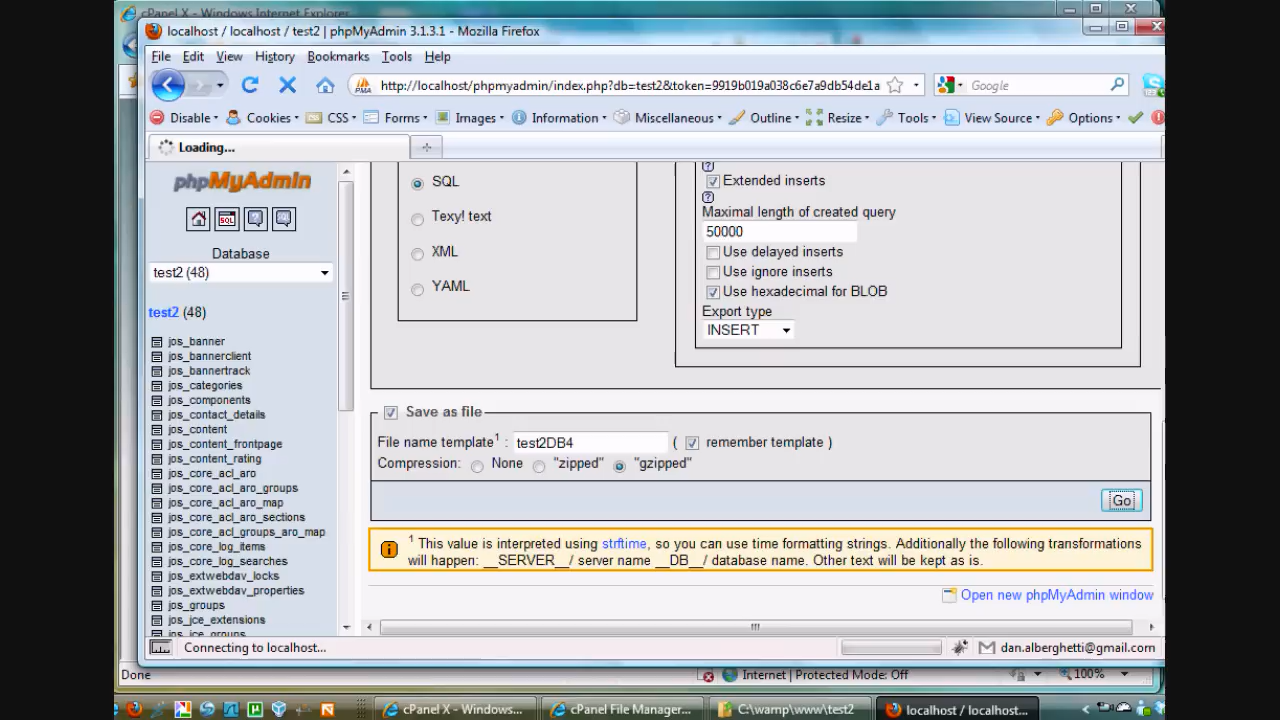 cPanel X - Windows Internet Explorer
localhost / localhost / test2 | phpMyAdmin 3.1.3.1 - Mozilla Firefox
File Edit View History Bookmarks Tools Help
http://localhost/phpmyadmin/index.php?db=test2&token=9919b019a038c6e7a9db54de1a
Google
Disable Cookies CSS Forms Images Information Miscellaneous Outline Resize Tools View Source Options
Loading...
phpMyAdmin
SQL
Database
test2 (48)
test2 (48)
jos_banner
jos_bannerclient
jos_bannertrack
jos_categories
jos_components
jos_contact_details
jos_content
jos_content_frontpage
jos_content_rating
jos_core_acl_aro
jos_core_acl_aro_groups
jos_core_acl_aro_map
jos_core_acl_aro_sections
jos_core_acl_groups_aro_map
jos_core_log_items
jos_core_log_searches
jos_extwebdav_locks
jos_extwebdav_properties
jos_groups
jos_jce_extensions
jos_jce_groups
SQL
Texy! text
XML
YAML
Extended inserts
Maximal length of created query
50000
Use delayed inserts
Use ignore inserts
Use hexadecimal for BLOB
Export type
INSERT
Save as file
File name template1 : test2DB4 ( remember template )
Compression: None "zipped" "gzipped"
Go
1 This value is interpreted using strftime, so you can use time formatting strings. Additionally the following transformations
will happen: __SERVER__/ server name __DB__/ database name. Other text will be kept as is.
Open new phpMyAdmin window
Connecting to localhost...
dan.alberghetti@gmail.com
Done
Internet | Protected Mode: Off
100%
cPanel X - Windows...
cPanel File Manager...
C:\wamp\www\test2
localhost / localhost...